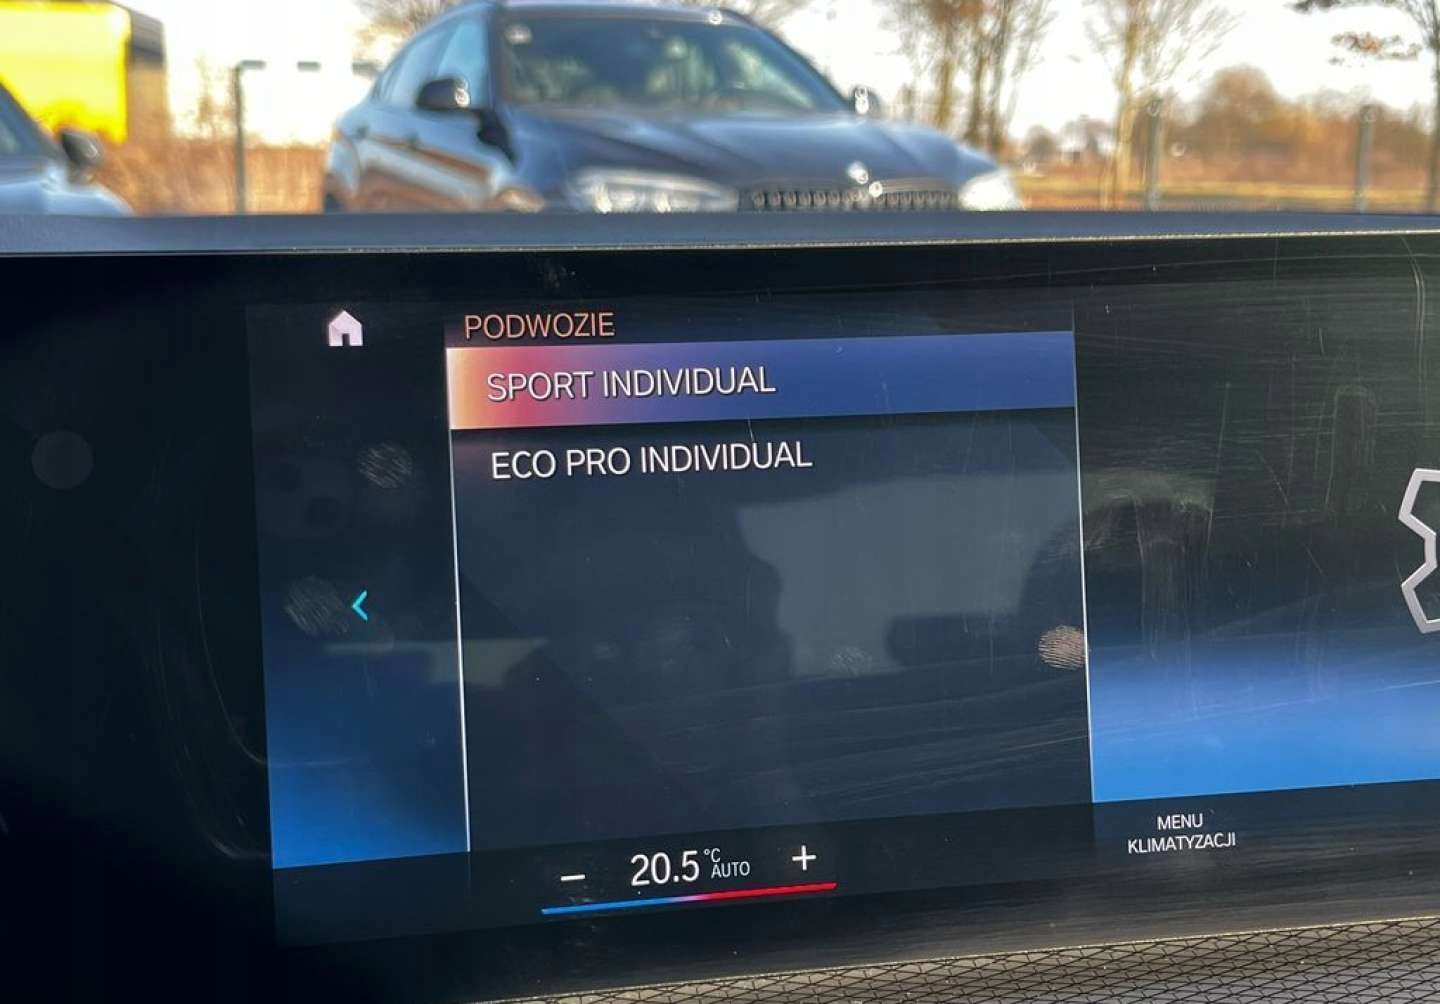 PODWOZIE
SPORT INDIVIDUAL
ECO PRO INDIVIDUAL
− 20.5 °C AUTO +
MENU
KLIMATYZACJI